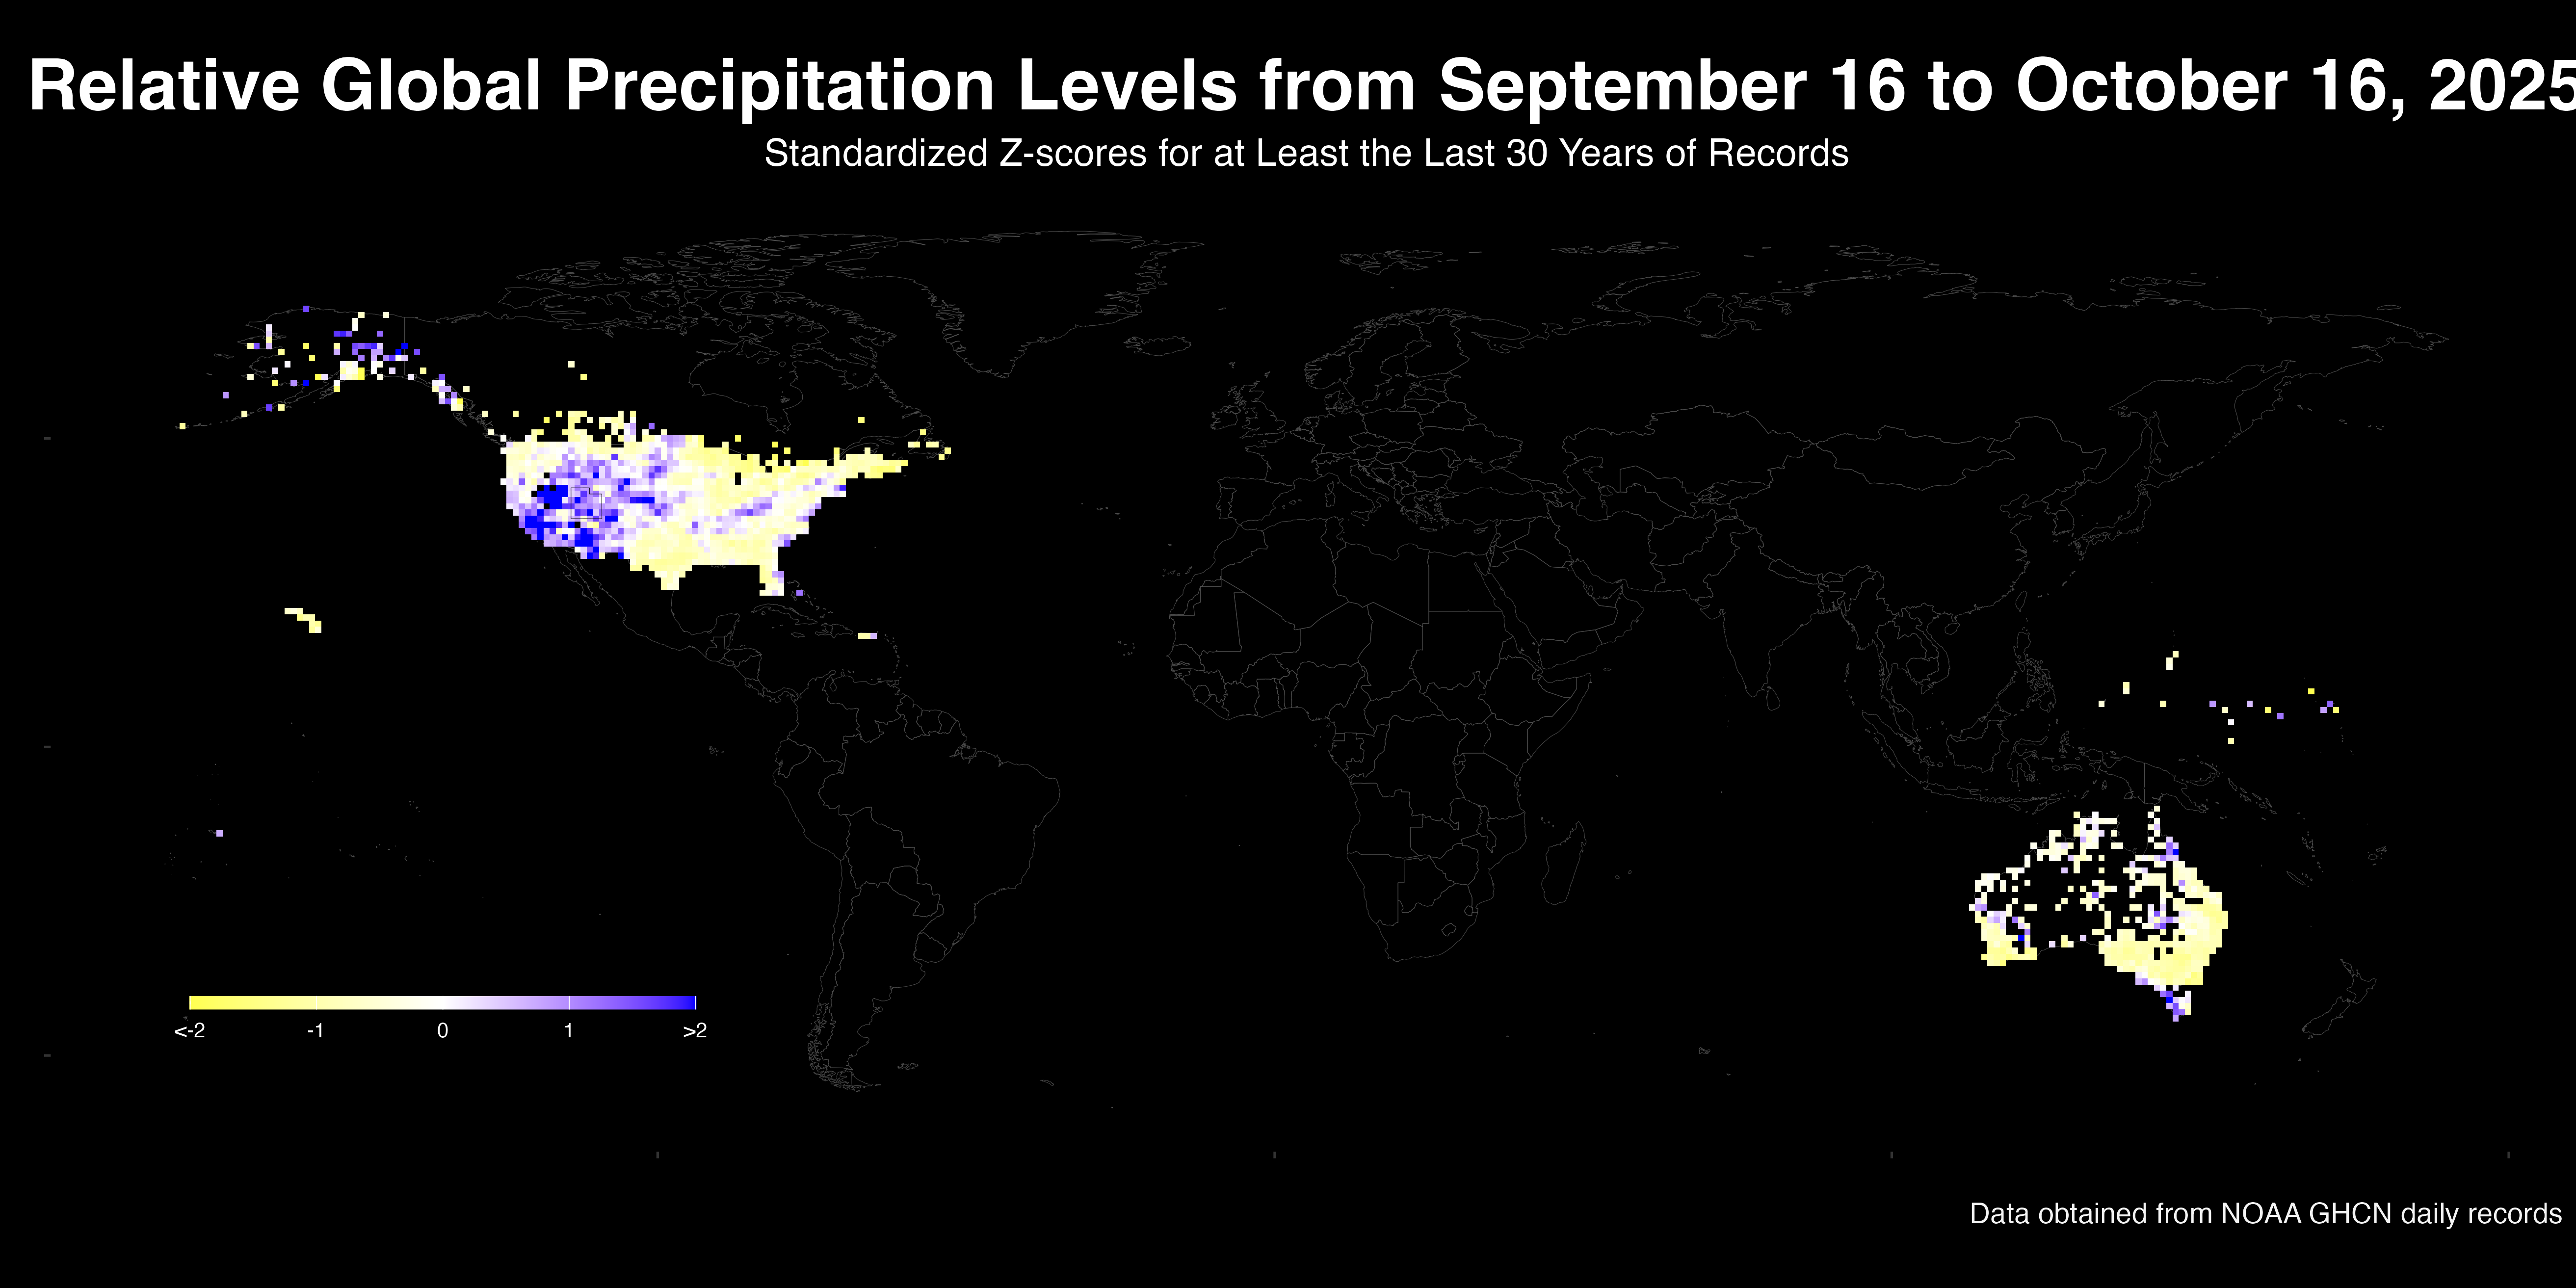 Relative Global Precipitation Levels from September 16 to October 16, 2025
Standardized Z-scores for at Least the Last 30 Years of Records
<-2 -1 0 1 >2
Data obtained from NOAA GHCN daily records